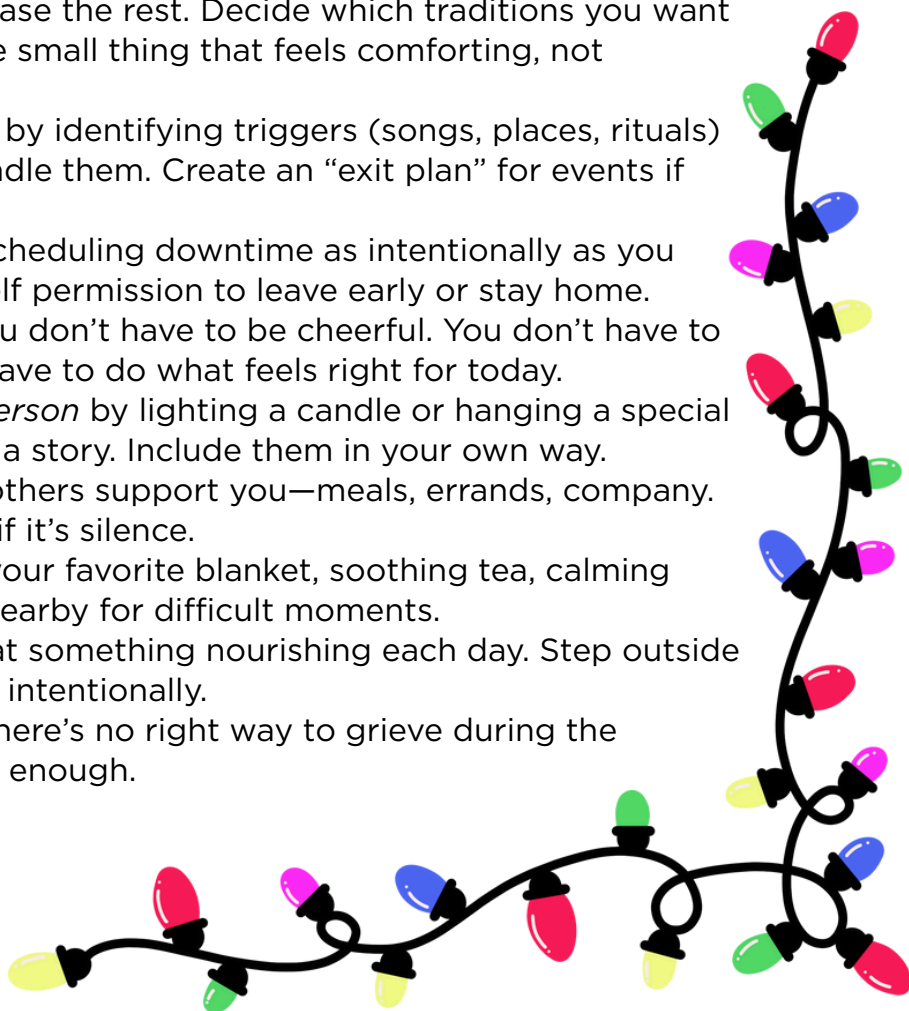 ase the rest. Decide which traditions you want
e small thing that feels comforting, not
by identifying triggers (songs, places, rituals)
ndle them. Create an “exit plan” for events if
cheduling downtime as intentionally as you
elf permission to leave early or stay home.
u don’t have to be cheerful. You don’t have to
ave to do what feels right for today.
erson by lighting a candle or hanging a special
a story. Include them in your own way.
others support you—meals, errands, company.
if it’s silence.
your favorite blanket, soothing tea, calming
nearby for difficult moments.
at something nourishing each day. Step outside
intentionally.
here’s no right way to grieve during the
enough.